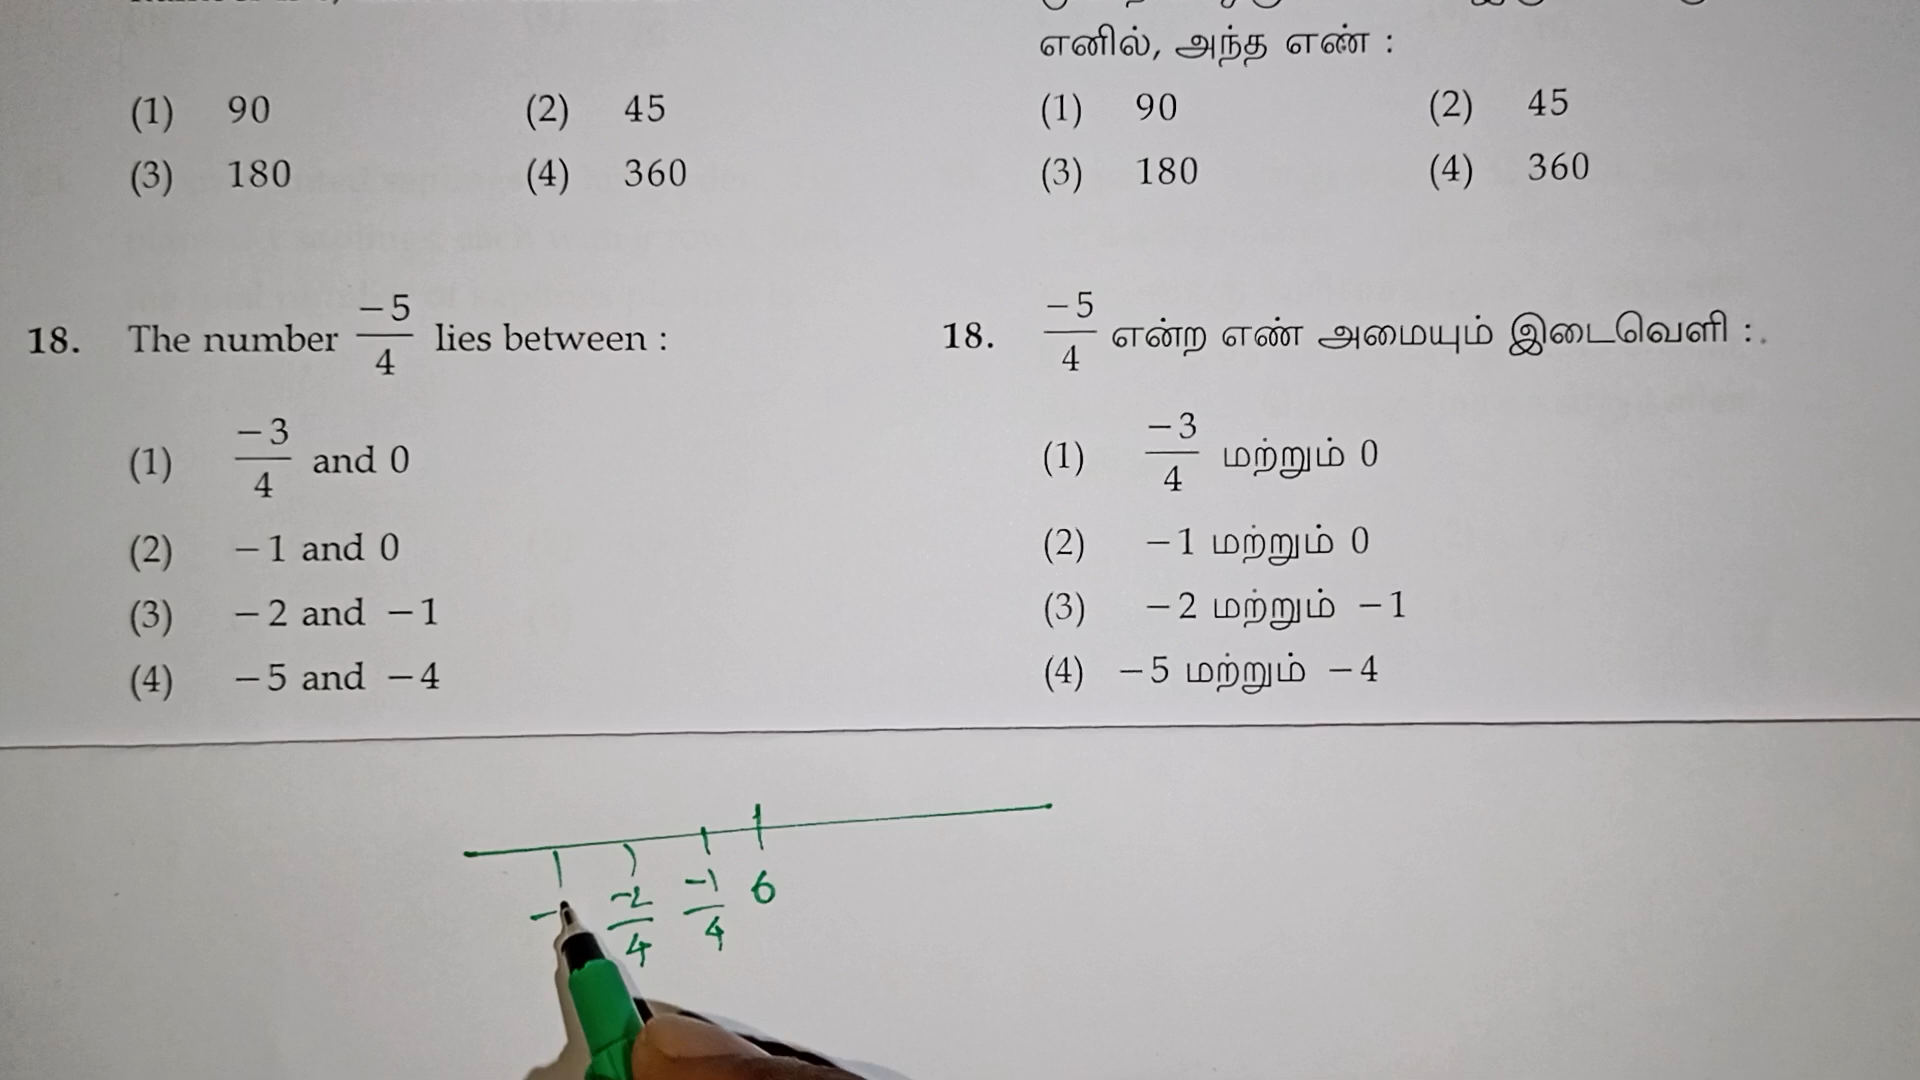 எனில், அந்த எண் :
(1) 90 (2) 45
(3) 180 (4) 360
(1) 90 (2) 45
(3) 180 (4) 360
18. The number -5/4 lies between :
(1) -3/4 and 0
(2) -1 and 0
(3) -2 and -1
(4) -5 and -4
18. -5/4 என்ற எண் அமையும் இடைவெளி :
(1) -3/4 மற்றும் 0
(2) -1 மற்றும் 0
(3) -2 மற்றும் -1
(4) -5 மற்றும் -4
- -2/4 -1/4 0